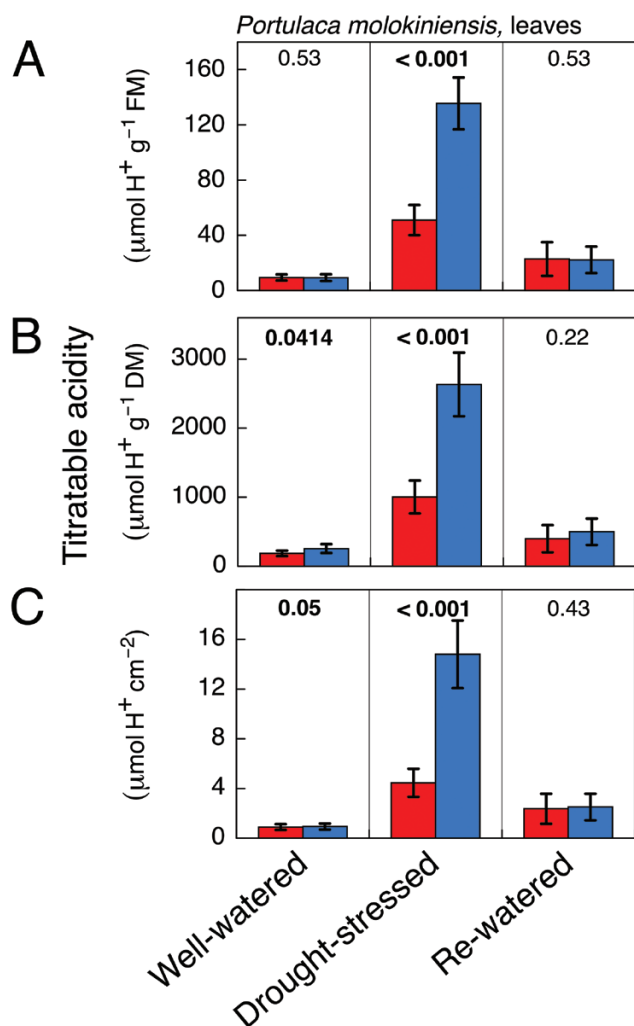 Portulaca molokiniensis, leaves
A
0.53
< 0.001
0.53
160
120
80
40
0
(µmol H⁺ g⁻¹ FM)
B
0.0414
< 0.001
0.22
3000
2000
1000
0
Titratable acidity
(µmol H⁺ g⁻¹ DM)
C
0.05
< 0.001
0.43
16
12
8
4
0
(µmol H⁺ cm⁻²)
Well-watered
Drought-stressed
Re-watered